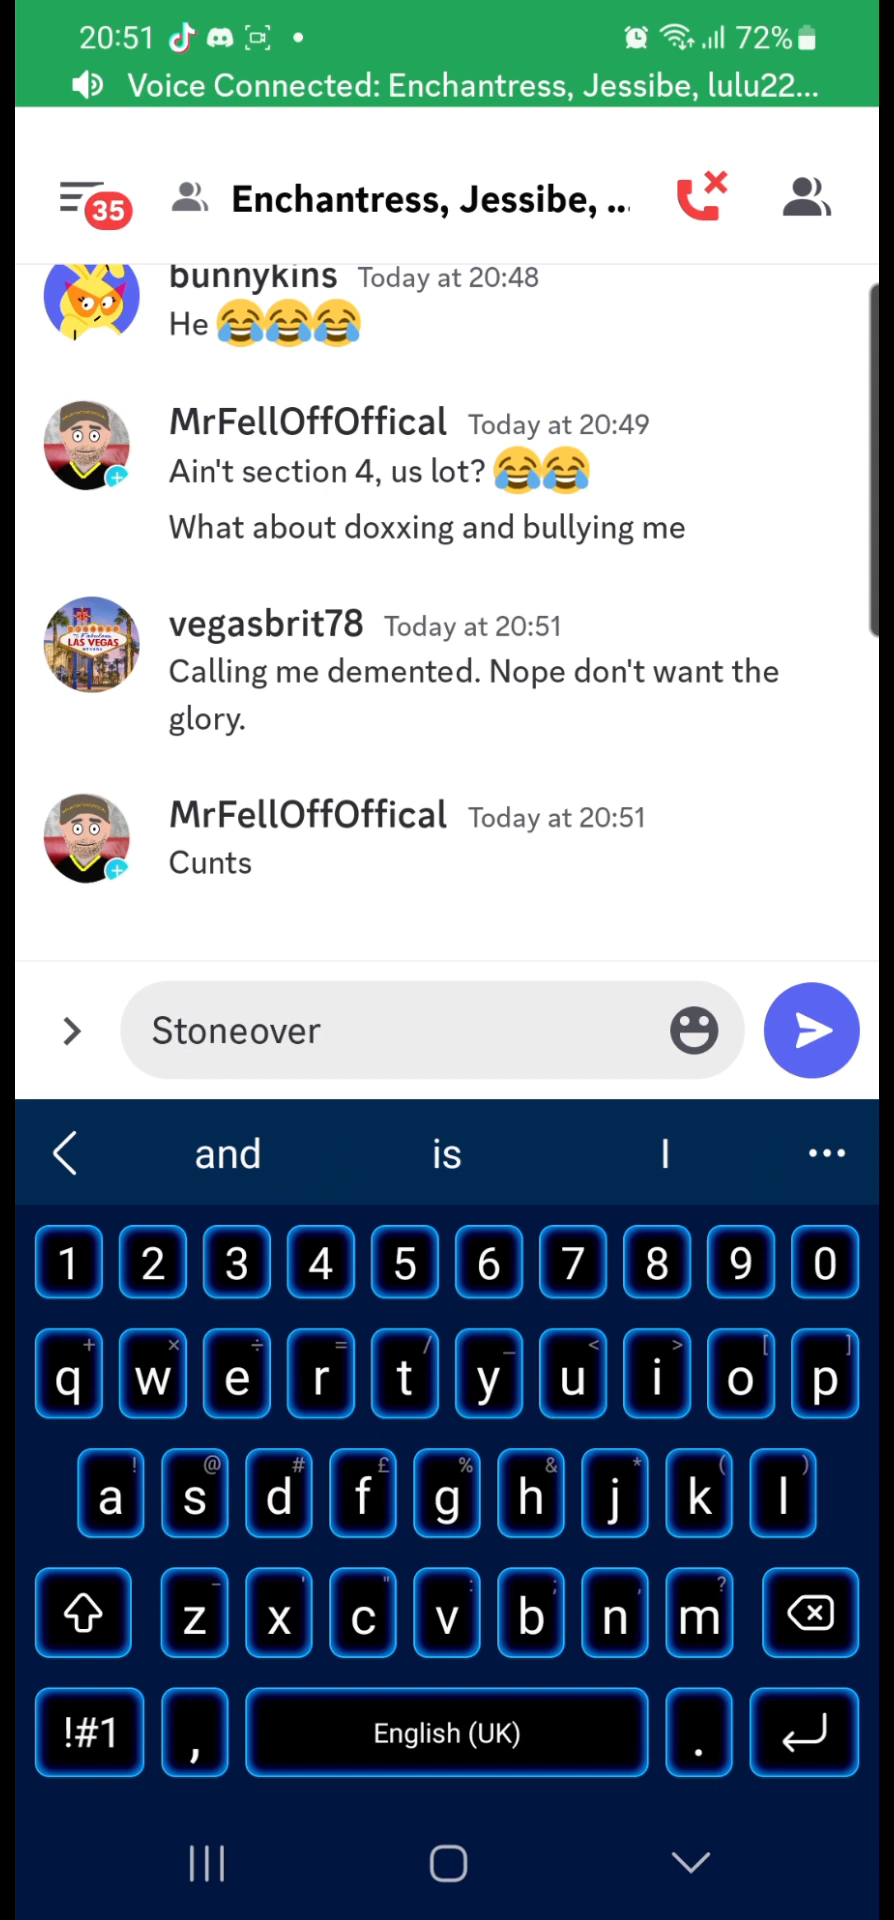 20:51 72%
Voice Connected: Enchantress, Jessibe, lulu22...
35 Enchantress, Jessibe, ...
bunnykins Today at 20:48
He 😂😂😂
MrFellOffOffical Today at 20:49
Ain't section 4, us lot? 😂😂
What about doxxing and bullying me
vegasbrit78 Today at 20:51
LAS VEGAS
Calling me demented. Nope don't want the
glory.
MrFellOffOffical Today at 20:51
Cunts
Stoneover
and is I
1 2 3 4 5 6 7 8 9 0
+ × ÷ = / _ < > [ ]
q w e r t y u i o p
! @ # £ % & * ( )
a s d f g h j k l
- ' " : ; , ?
z x c v b n m
!#1 , English (UK) .